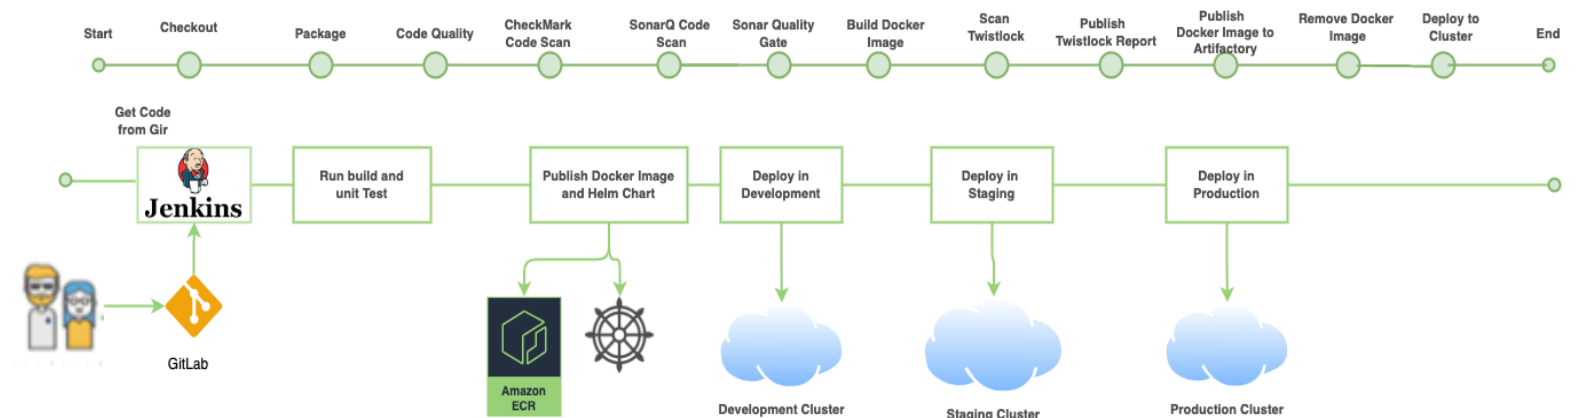 Start
Checkout
Package
Code Quality
CheckMark
Code Scan
SonarQ Code
Scan
Sonar Quality
Gate
Build Docker
Image
Scan
Twistlock
Publish
Twistlock Report
Publish
Docker Image to
Artifactory
Remove Docker
Image
Deploy to
Cluster
End
Get Code
from Gir
Jenkins
Run build and
unit Test
Publish Docker Image
and Helm Chart
Deploy in
Development
Deploy in
Staging
Deploy in
Production
GitLab
Amazon
ECR
Development Cluster
Staging Cluster
Production Cluster